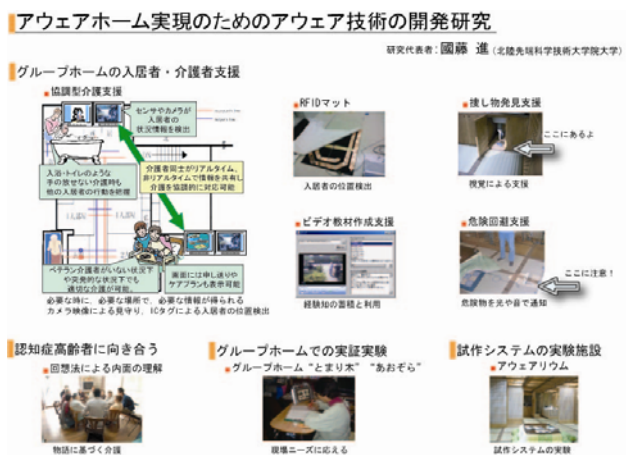 アウェアホーム実現のためのアウェア技術の開発研究
研究代表者：國藤 進（北陸先端科学技術大学院大学）
グループホームの入居者・介護者支援
協調型介護支援
センサやカメラが
入居者の
状況情報を検出
入浴・トイレのような
手の放せない介護時も
他の入居者の行動を把握
介護者同士がリアルタイム、
非リアルタイムで情報を共有し
介護を協調的に対応可能
ベテラン介護者がいない状況下
や突発的な状況下でも
適切な介護が可能。
画面には申し送りや
ケアプランも表示可能
必要な時に，必要な場所で，必要な情報が得られる
カメラ映像による見守り，ICタグによる入居者の位置検出
RFIDマット
入居者の位置検出
捜し物発見支援
ここにあるよ
視覚による支援
ビデオ教材作成支援
経験知の蓄積と利用
危険回避支援
ここに注意！
危険物を光や音で通知
認知症高齢者に向き合う
回想法による内面の理解
物語に基づく介護
グループホームでの実証実験
グループホーム “とまり木” “あおぞら”
現場ニーズに応える
試作システムの実験施設
アウェアリウム
試作システムの実験